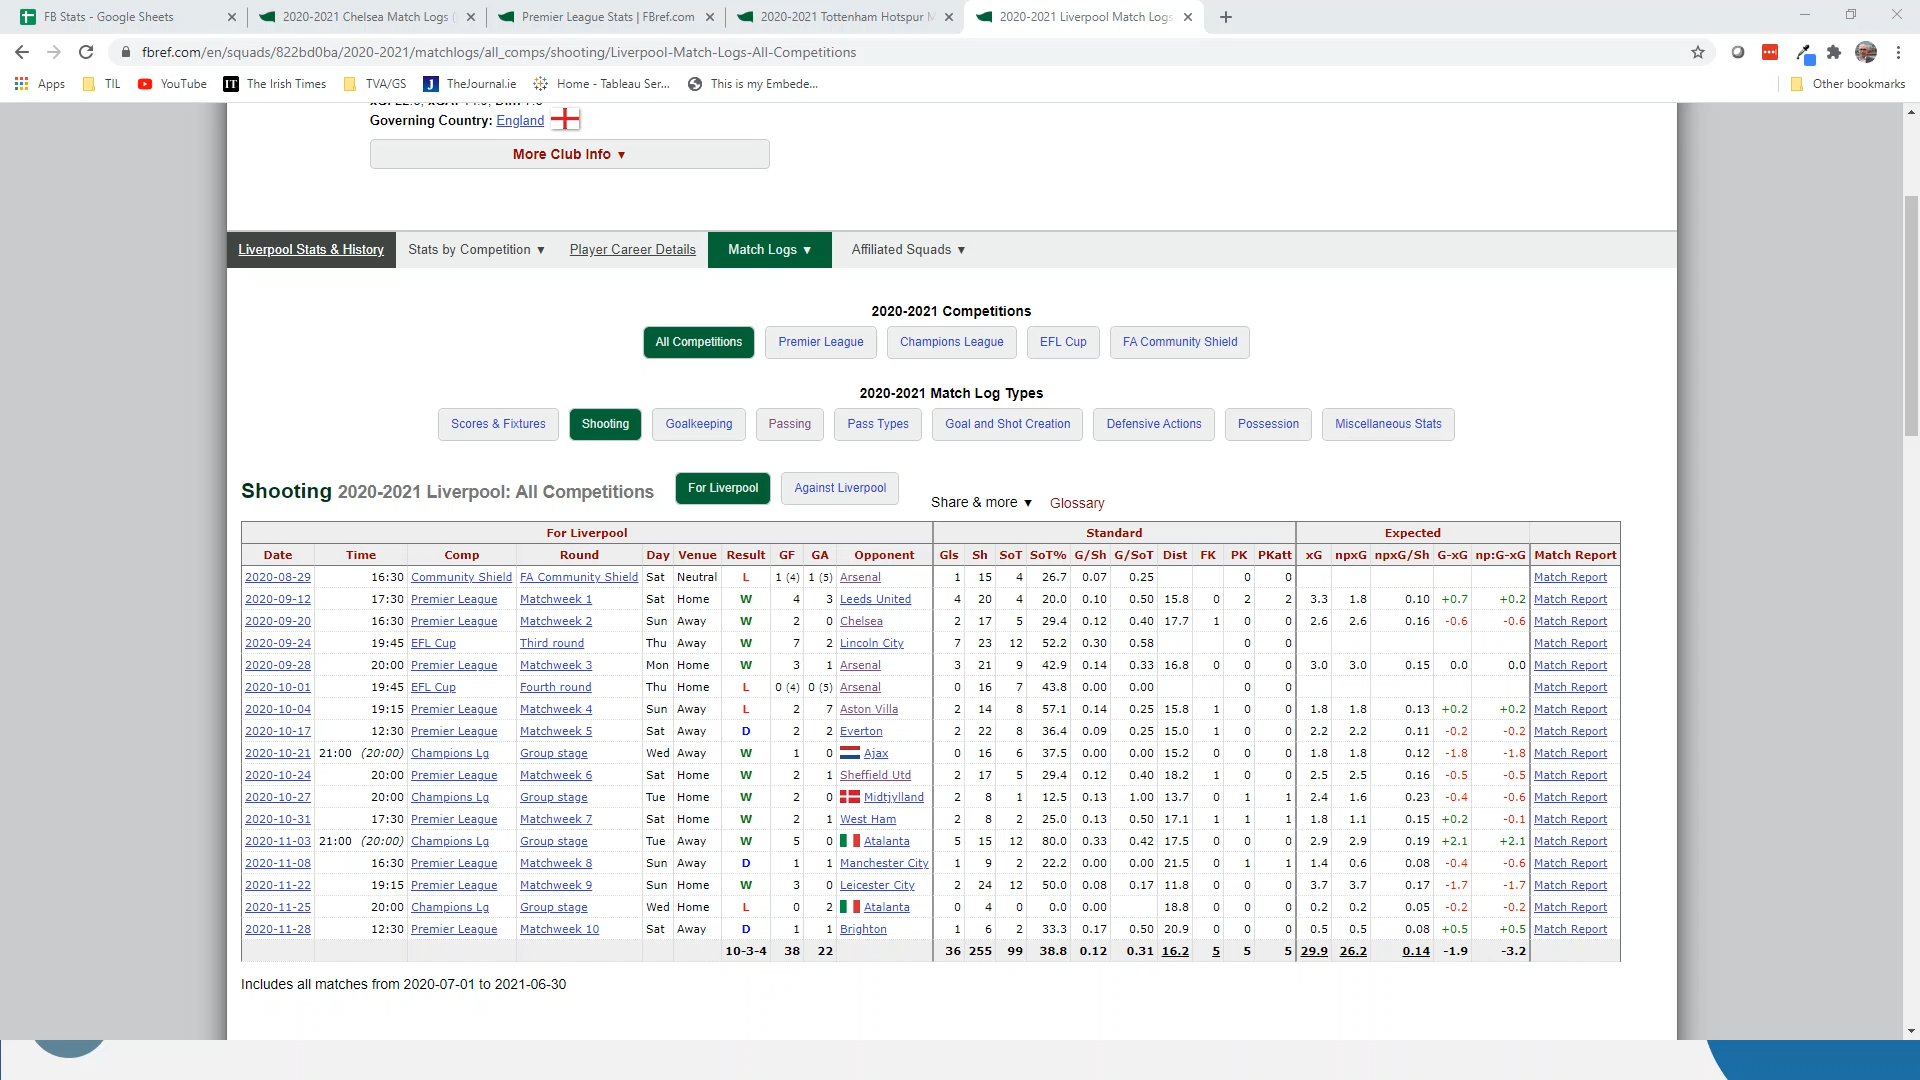 FB Stats - Google Sheets
2020-2021 Chelsea Match Logs (
Premier League Stats | FBref.com
2020-2021 Tottenham Hotspur M
2020-2021 Liverpool Match Logs
fbref.com/en/squads/822bd0ba/2020-2021/matchlogs/all_comps/shooting/Liverpool-Match-Logs-All-Competitions
Apps TIL YouTube The Irish Times TVA/GS TheJournal.ie Home - Tableau Ser... This is my Embede... Other bookmarks
Governing Country: England
More Club Info ▼
Liverpool Stats & History Stats by Competition ▼ Player Career Details Match Logs ▼ Affiliated Squads ▼
2020-2021 Competitions
All Competitions Premier League Champions League EFL Cup FA Community Shield
2020-2021 Match Log Types
Scores & Fixtures Shooting Goalkeeping Passing Pass Types Goal and Shot Creation Defensive Actions Possession Miscellaneous Stats
Shooting 2020-2021 Liverpool: All Competitions For Liverpool Against Liverpool Share & more ▼ Glossary
For Liverpool Standard Expected
Date Time Comp Round Day Venue Result GF GA Opponent Gls Sh SoT SoT% G/Sh G/SoT Dist FK PK PKatt xG npxG npxG/Sh G-xG np:G-xG Match Report
2020-08-29 16:30 Community Shield FA Community Shield Sat Neutral L 1 (4) 1 (5) Arsenal 1 15 4 26.7 0.07 0.25 0 0 Match Report
2020-09-12 17:30 Premier League Matchweek 1 Sat Home W 4 3 Leeds United 4 20 4 20.0 0.10 0.50 15.8 0 2 2 3.3 1.8 0.10 +0.7 +0.2 Match Report
2020-09-20 16:30 Premier League Matchweek 2 Sun Away W 2 0 Chelsea 2 17 5 29.4 0.12 0.40 17.7 1 0 0 2.6 2.6 0.16 -0.6 -0.6 Match Report
2020-09-24 19:45 EFL Cup Third round Thu Away W 7 2 Lincoln City 7 23 12 52.2 0.30 0.58 0 0 Match Report
2020-09-28 20:00 Premier League Matchweek 3 Mon Home W 3 1 Arsenal 3 21 9 42.9 0.14 0.33 16.8 0 0 0 3.0 3.0 0.15 0.0 0.0 Match Report
2020-10-01 19:45 EFL Cup Fourth round Thu Home L 0 (4) 0 (5) Arsenal 0 16 7 43.8 0.00 0.00 0 0 Match Report
2020-10-04 19:15 Premier League Matchweek 4 Sun Away L 2 7 Aston Villa 2 14 8 57.1 0.14 0.25 15.8 1 0 0 1.8 1.8 0.13 +0.2 +0.2 Match Report
2020-10-17 12:30 Premier League Matchweek 5 Sat Away D 2 2 Everton 2 22 8 36.4 0.09 0.25 15.0 1 0 0 2.2 2.2 0.11 -0.2 -0.2 Match Report
2020-10-21 21:00 (20:00) Champions Lg Group stage Wed Away W 1 0 Ajax 0 16 6 37.5 0.00 0.00 15.2 0 0 0 1.8 1.8 0.12 -1.8 -1.8 Match Report
2020-10-24 20:00 Premier League Matchweek 6 Sat Home W 2 1 Sheffield Utd 2 17 5 29.4 0.12 0.40 18.2 1 0 0 2.5 2.5 0.16 -0.5 -0.5 Match Report
2020-10-27 20:00 Champions Lg Group stage Tue Home W 2 0 Midtjylland 2 8 1 12.5 0.13 1.00 13.7 0 1 1 2.4 1.6 0.23 -0.4 -0.6 Match Report
2020-10-31 17:30 Premier League Matchweek 7 Sat Home W 2 1 West Ham 2 8 2 25.0 0.13 0.50 17.1 1 1 1 1.8 1.1 0.15 +0.2 -0.1 Match Report
2020-11-03 21:00 (20:00) Champions Lg Group stage Tue Away W 5 0 Atalanta 5 15 12 80.0 0.33 0.42 17.5 0 0 0 2.9 2.9 0.19 +2.1 +2.1 Match Report
2020-11-08 16:30 Premier League Matchweek 8 Sun Away D 1 1 Manchester City 1 9 2 22.2 0.00 0.00 21.5 0 1 1 1.4 0.6 0.08 -0.4 -0.6 Match Report
2020-11-22 19:15 Premier League Matchweek 9 Sun Home W 3 0 Leicester City 2 24 12 50.0 0.08 0.17 11.8 0 0 0 3.7 3.7 0.17 -1.7 -1.7 Match Report
2020-11-25 20:00 Champions Lg Group stage Wed Home L 0 2 Atalanta 0 4 0 0.0 0.00 18.8 0 0 0 0.2 0.2 0.05 -0.2 -0.2 Match Report
2020-11-28 12:30 Premier League Matchweek 10 Sat Away D 1 1 Brighton 1 6 2 33.3 0.17 0.50 20.9 0 0 0 0.5 0.5 0.08 +0.5 +0.5 Match Report
10-3-4 38 22 36 255 99 38.8 0.12 0.31 16.2 5 5 5 29.9 26.2 0.14 -1.9 -3.2
Includes all matches from 2020-07-01 to 2021-06-30